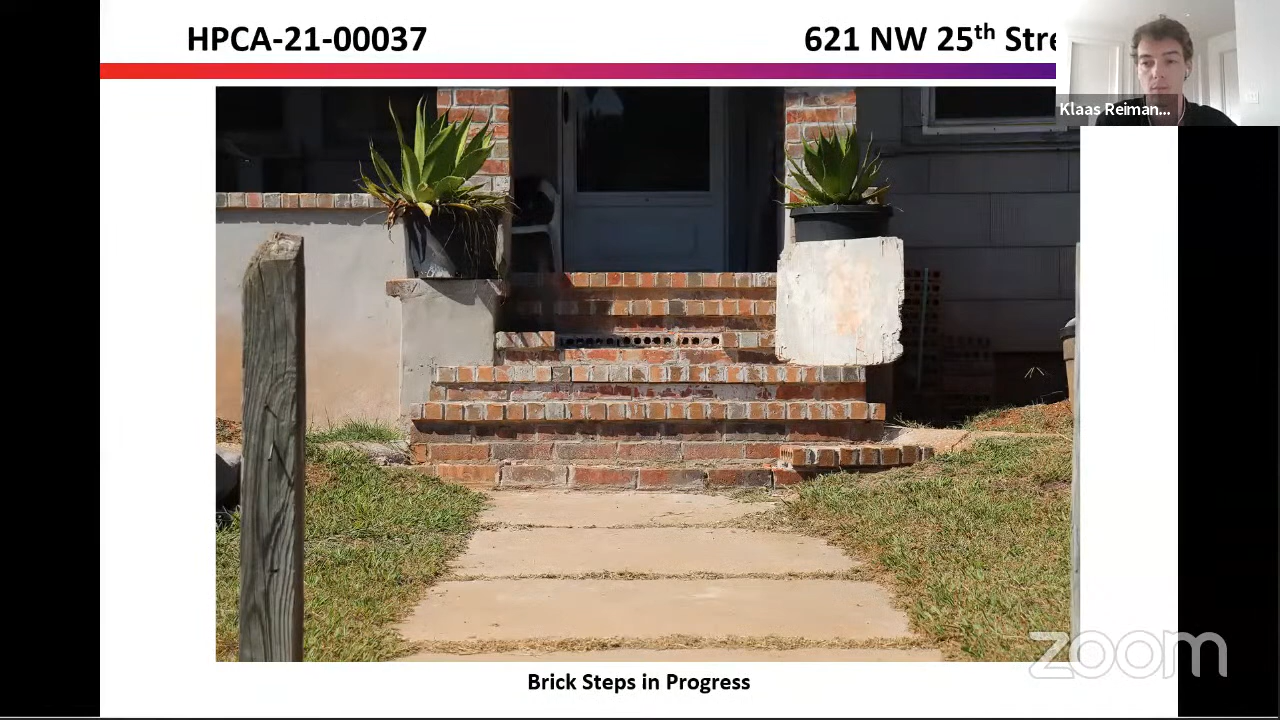 HPCA-21-00037
621 NW 25th Stre
Klaas Reiman...
Brick Steps in Progress
zoom